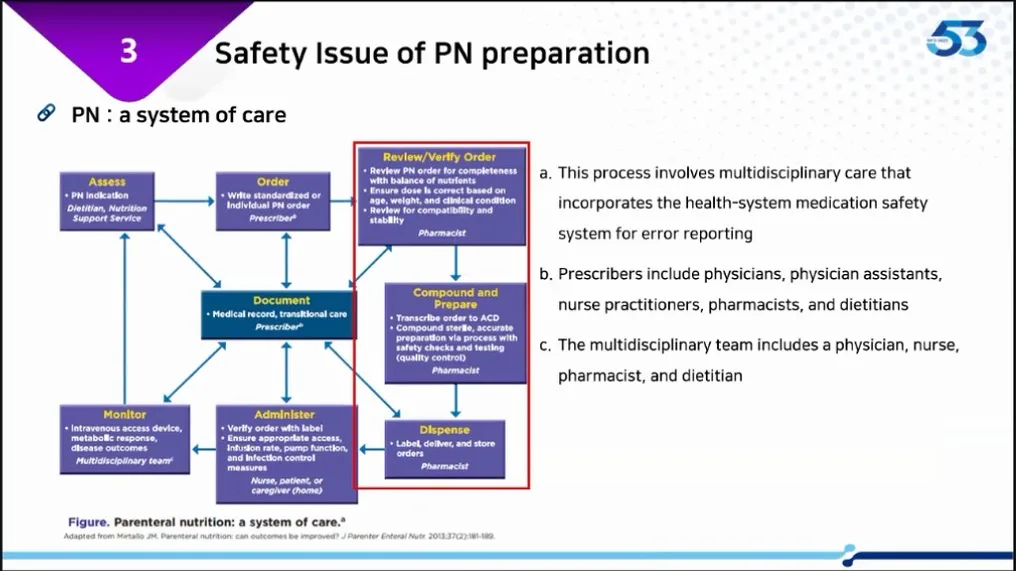 3
Safety Issue of PN preparation
53
PN : a system of care
Assess
• PN indication
Dietitian, Nutrition
Support Service
Order
• Write standardized or
individual PN order
Prescriberᵇ
Review/Verify Order
• Review PN order for completeness
with balance of nutrients
• Ensure dose is correct based on
age, weight, and clinical condition
• Review for compatibility and
stability
Pharmacist
Document
• Medical record, transitional care
Prescriberᵇ
Compound and
Prepare
• Transcribe order to ACD
• Compound sterile, accurate
preparation via process with
safety checks and testing
(quality control)
Pharmacist
Monitor
• Intravenous access device,
metabolic response,
disease outcomes
Multidisciplinary teamᶜ
Administer
• Verify order with label
• Ensure appropriate access,
infusion rate, pump function,
and infection control
measures
Nurse, patient, or
caregiver (home)
Dispense
• Label, deliver, and store
orders
Pharmacist
Figure. Parenteral nutrition: a system of care.ᵃ
Adapted from Mirtallo JM. Parenteral nutrition: can outcomes be improved? J Parenter Enteral Nutr. 2013;37(2):181-189.
a. This process involves multidisciplinary care that
incorporates the health-system medication safety
system for error reporting
b. Prescribers include physicians, physician assistants,
nurse practitioners, pharmacists, and dietitians
c. The multidisciplinary team includes a physician, nurse,
pharmacist, and dietitian